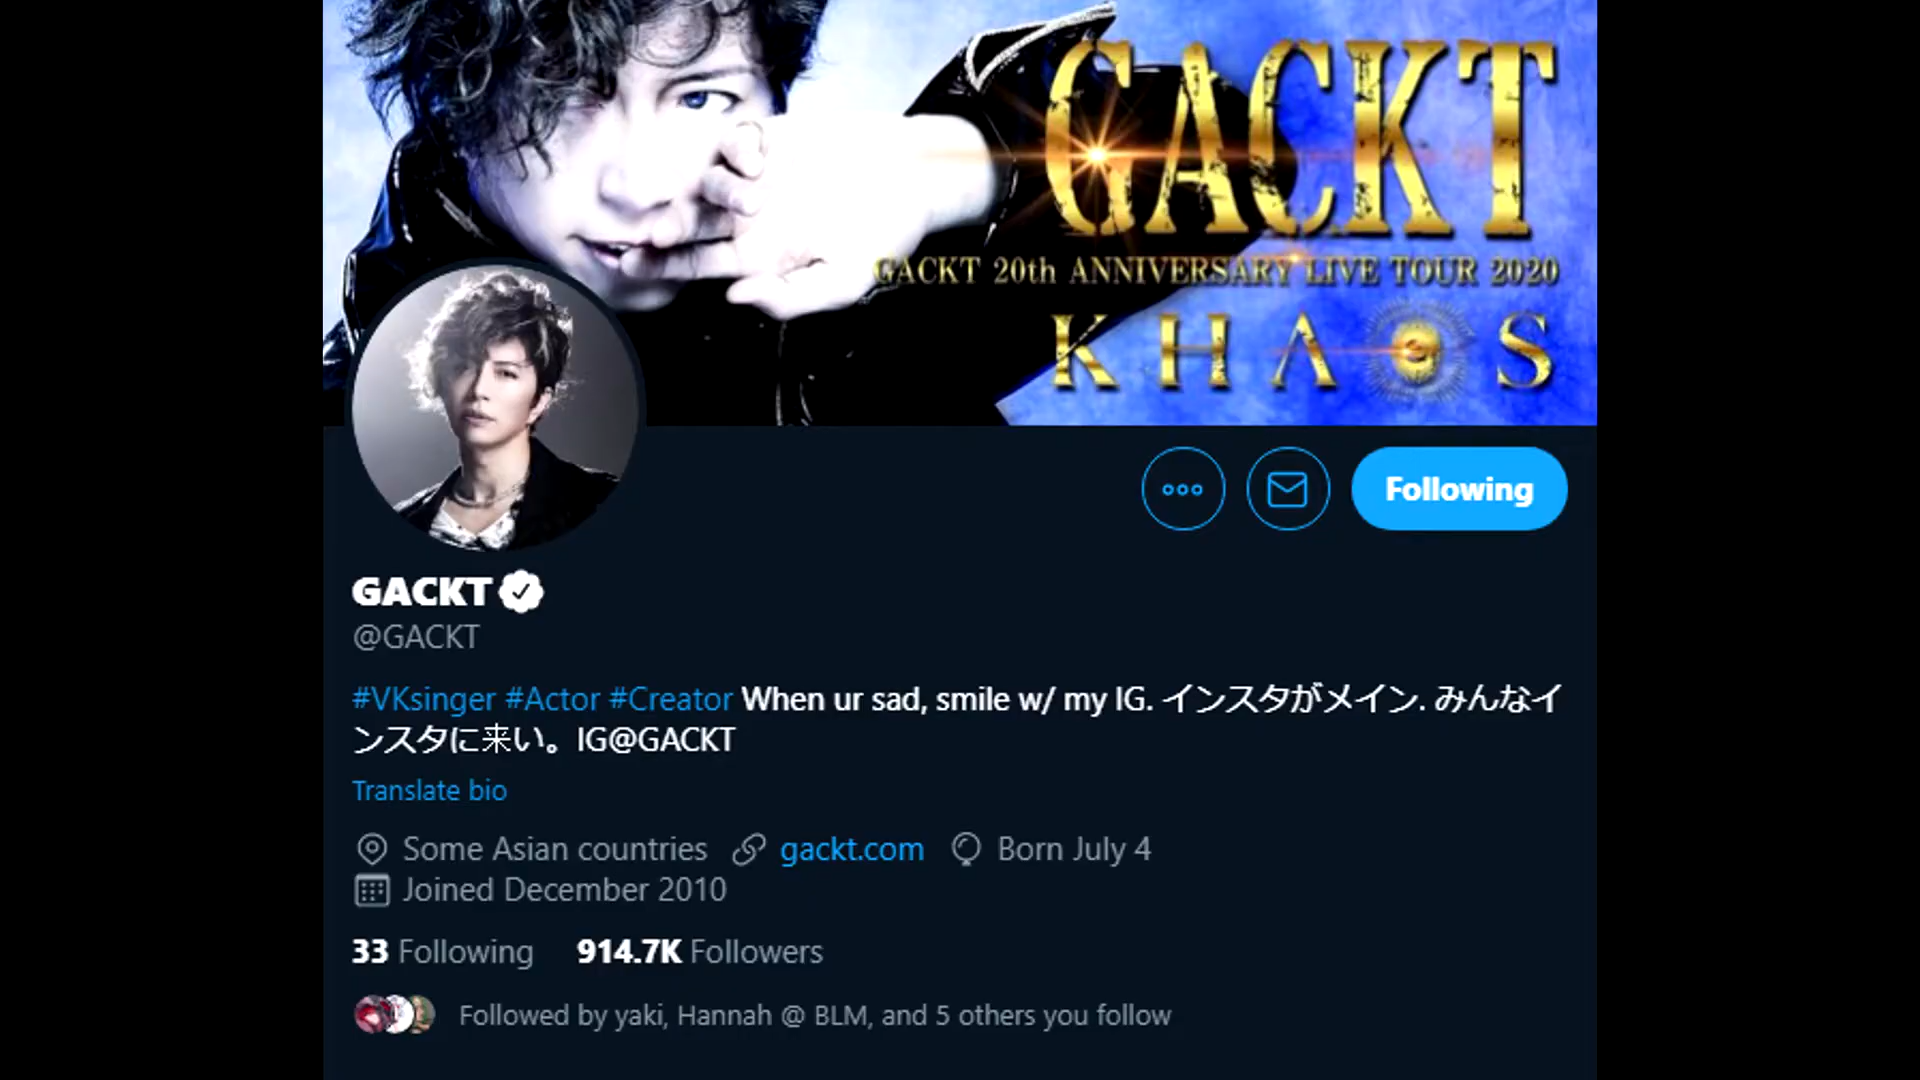 GACKT
GACKT 20th ANNIVERSARY LIVE TOUR 2020
KHAOS
Following
GACKT
@GACKT
#VKsinger #Actor #Creator When ur sad, smile w/ my IG. インスタがメイン. みんなイ
ンスタに来い。IG@GACKT
Translate bio
Some Asian countries gackt.com Born July 4
Joined December 2010
33 Following 914.7K Followers
Followed by yaki, Hannah @ BLM, and 5 others you follow